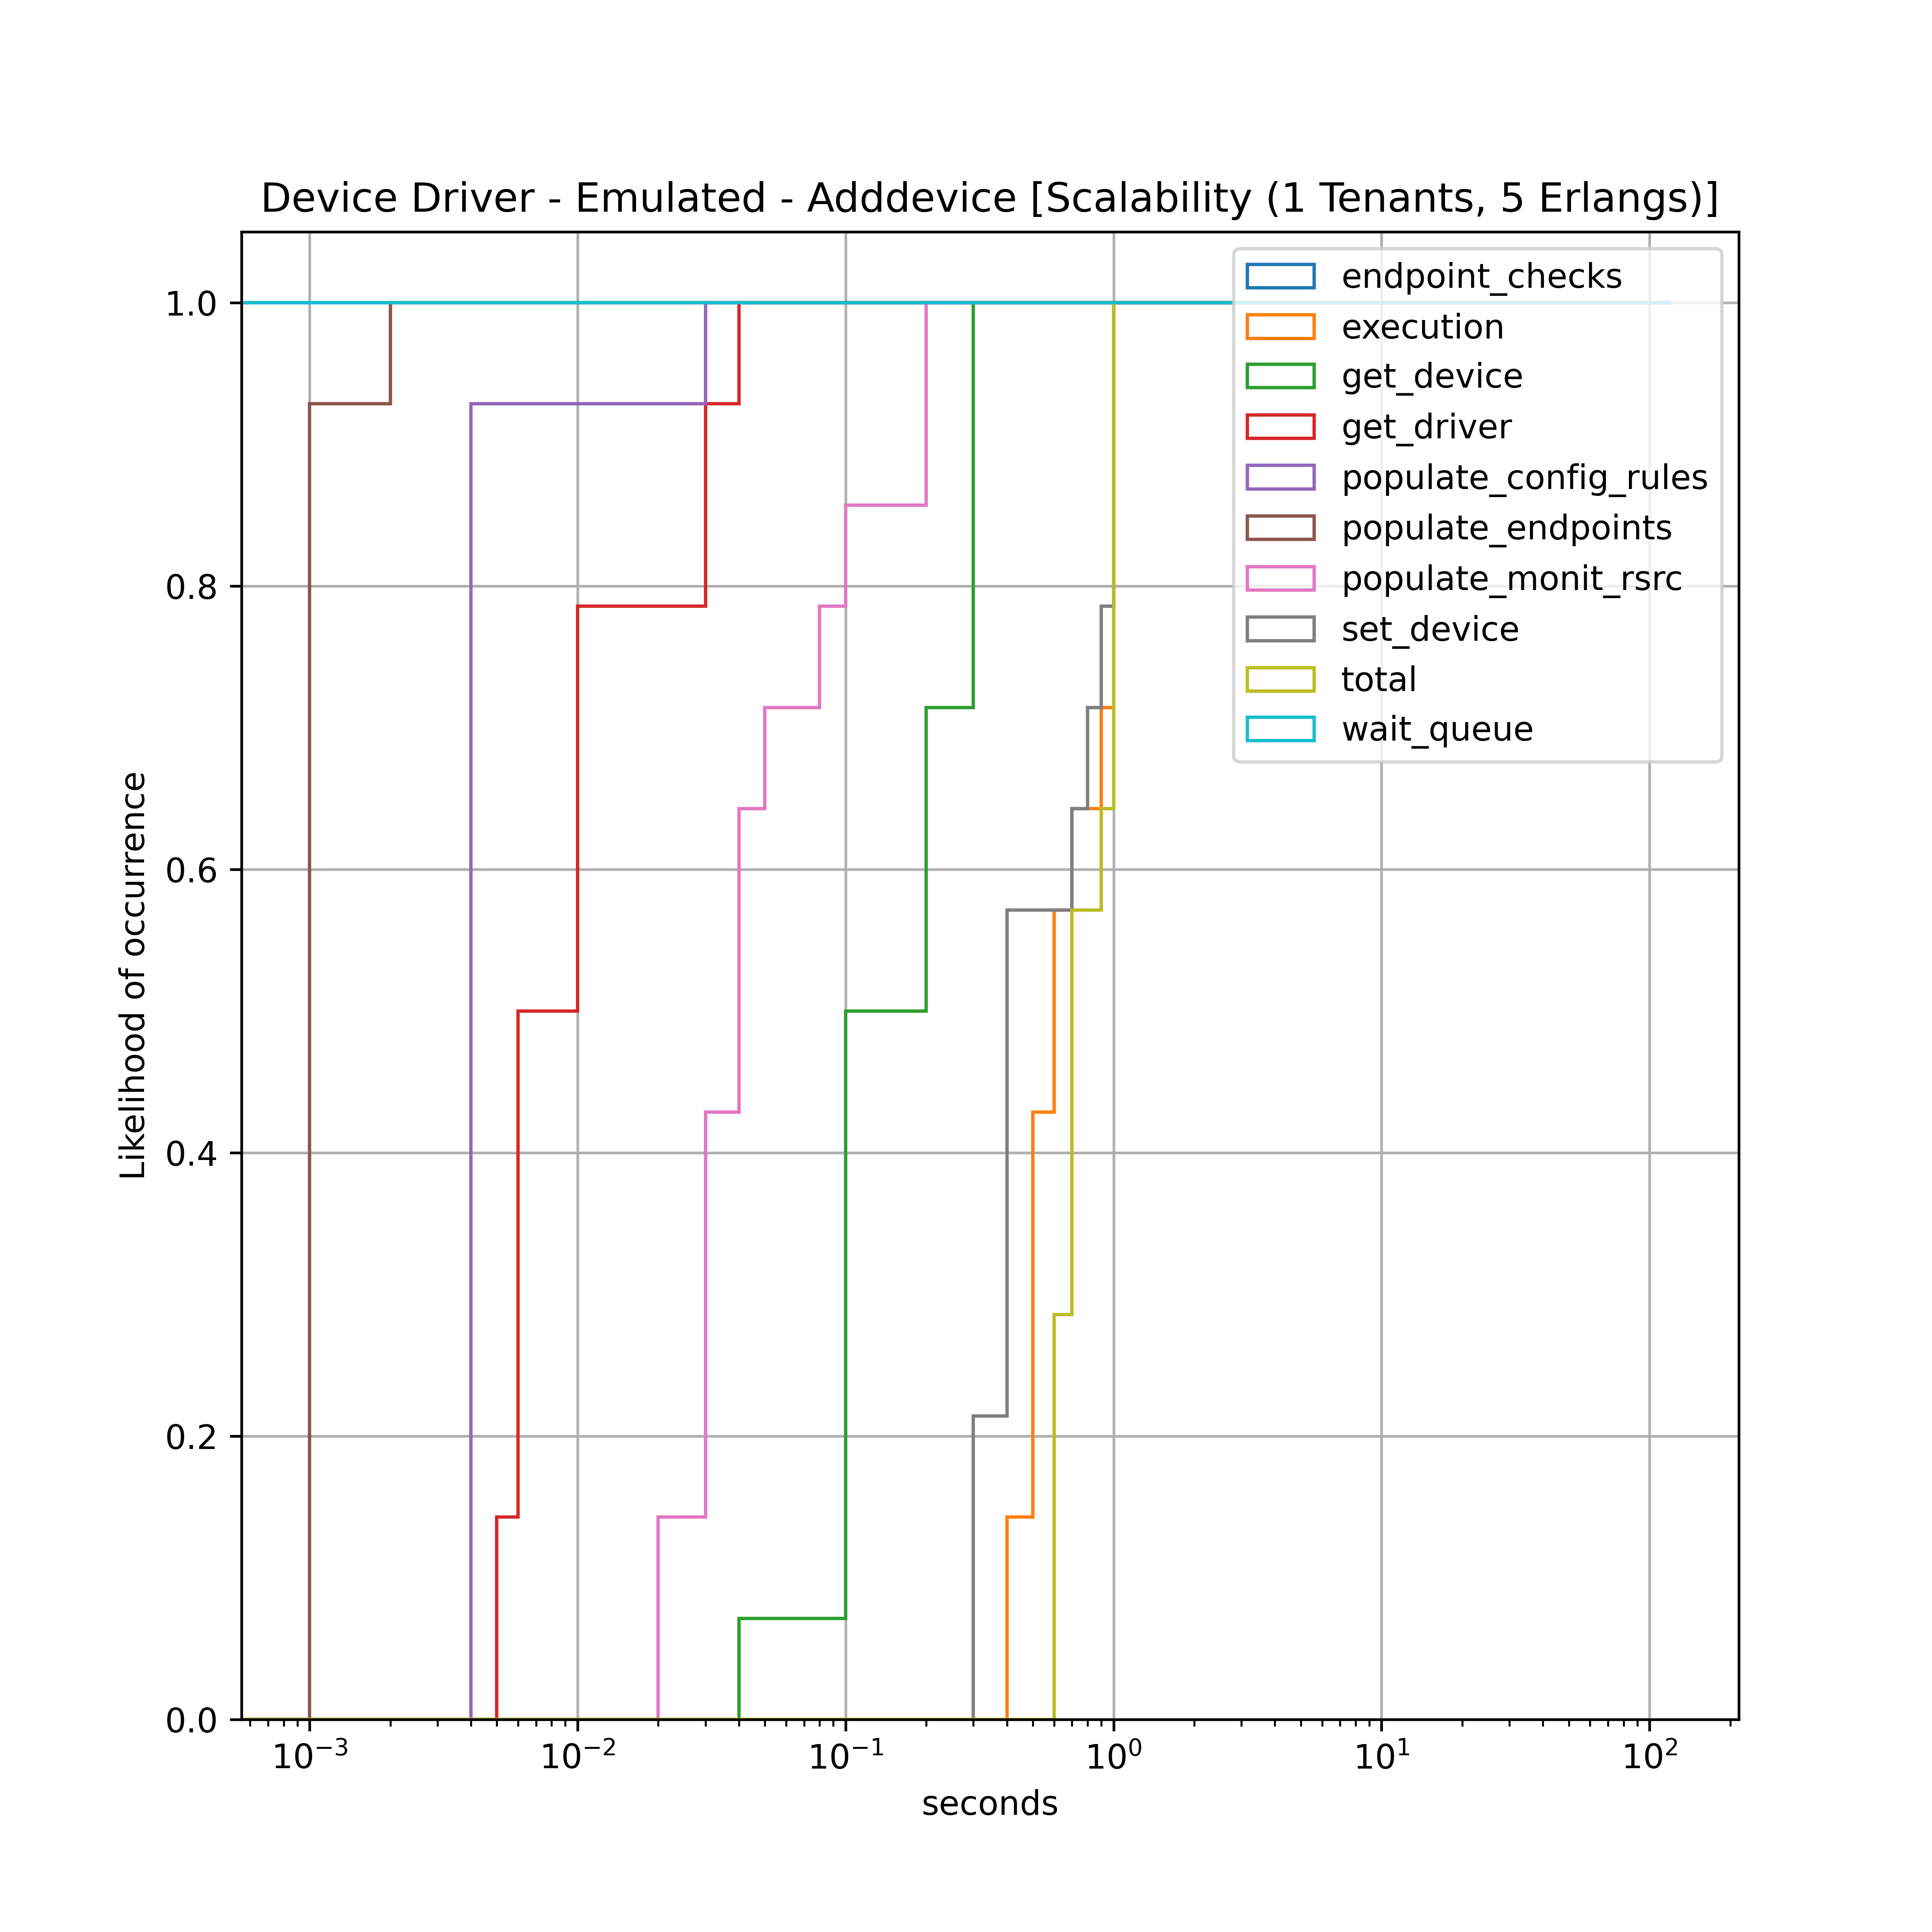 Device Driver - Emulated - Adddevice [Scalability (1 Tenants, 5 Erlangs)]
endpoint_checks
execution
get_device
get_driver
populate_config_rules
populate_endpoints
populate_monit_rsrc
set_device
total
wait_queue
Likelihood of occurrence
1.0
0.8
0.6
0.4
0.2
0.0
10⁻³ 10⁻² 10⁻¹ 10⁰ 10¹ 10²
seconds